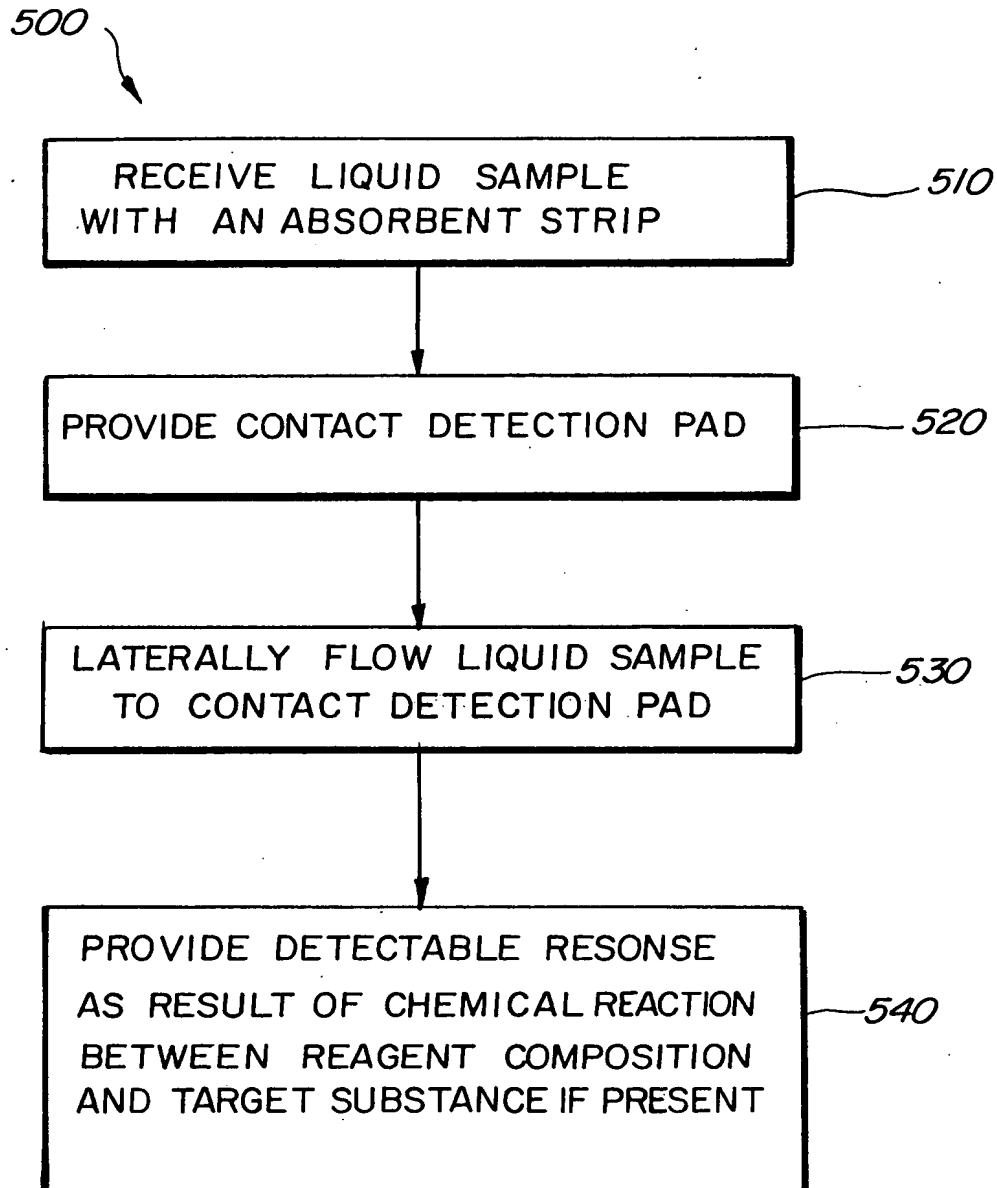 500
RECEIVE LIQUID SAMPLE
WITH AN ABSORBENT STRIP
510
PROVIDE CONTACT DETECTION PAD
520
LATERALLY FLOW LIQUID SAMPLE
TO CONTACT DETECTION PAD
530
PROVIDE DETECTABLE RESONSE
AS RESULT OF CHEMICAL REACTION
BETWEEN REAGENT COMPOSITION
AND TARGET SUBSTANCE IF PRESENT
540